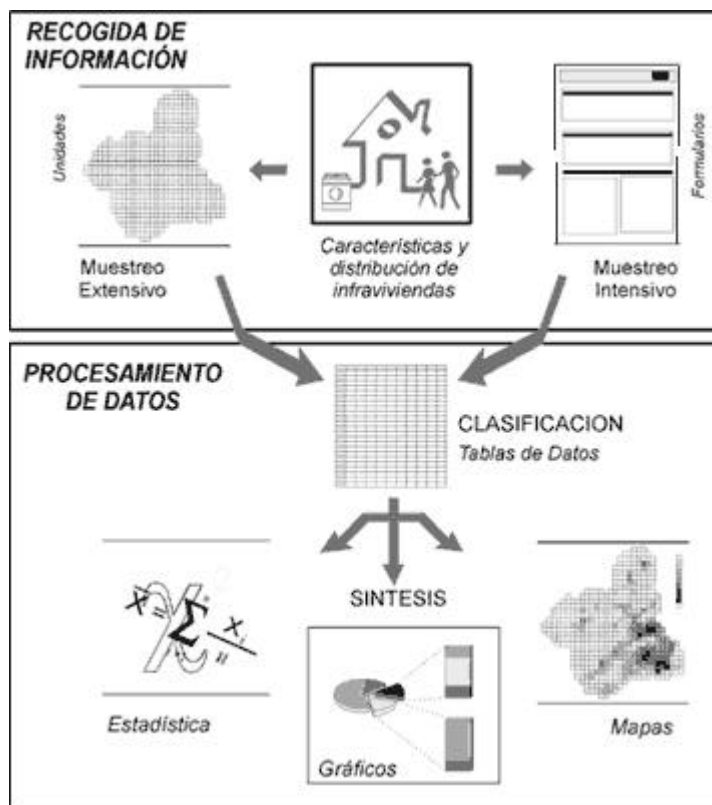 RECOGIDA DE
INFORMACIÓN
Unidades
Muestreo
Extensivo
Características y
distribución de
infraviviendas
Formularios
Muestreo
Intensivo
PROCESAMIENTO
DE DATOS
CLASIFICACION
Tablas de Datos
SINTESIS
Estadística
Gráficos
Mapas